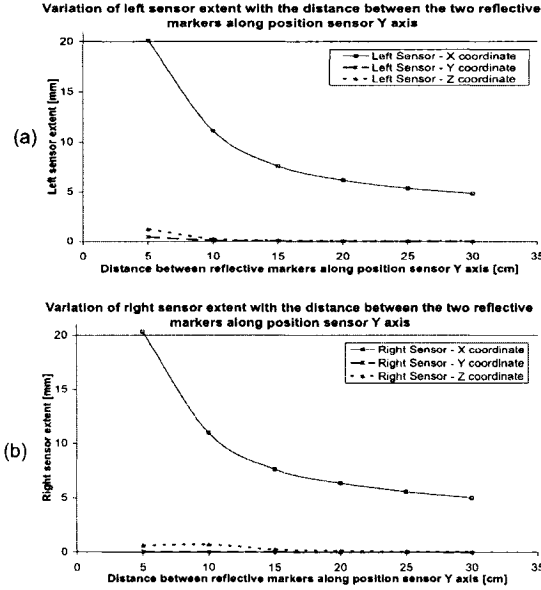 Variation of left sensor extent with the distance between the two reflective
markers along position sensor Y axis
(a)
Left sensor extent [mm]
20
15
10
5
0
Left Sensor - X coordinate
Left Sensor - Y coordinate
Left Sensor - Z coordinate
0 5 10 15 20 25 30 35
Distance between reflective markers along position sensor Y axis [cm]
Variation of right sensor extent with the distance between the two reflective
markers along position sensor Y axis
(b)
Right sensor extent [mm]
20
15
10
5
0
Right Sensor - X coordinate
Right Sensor - Y coordinate
Right Sensor - Z coordinate
0 5 10 15 20 25 30 35
Distance between reflective markers along position sensor Y axis [cm]